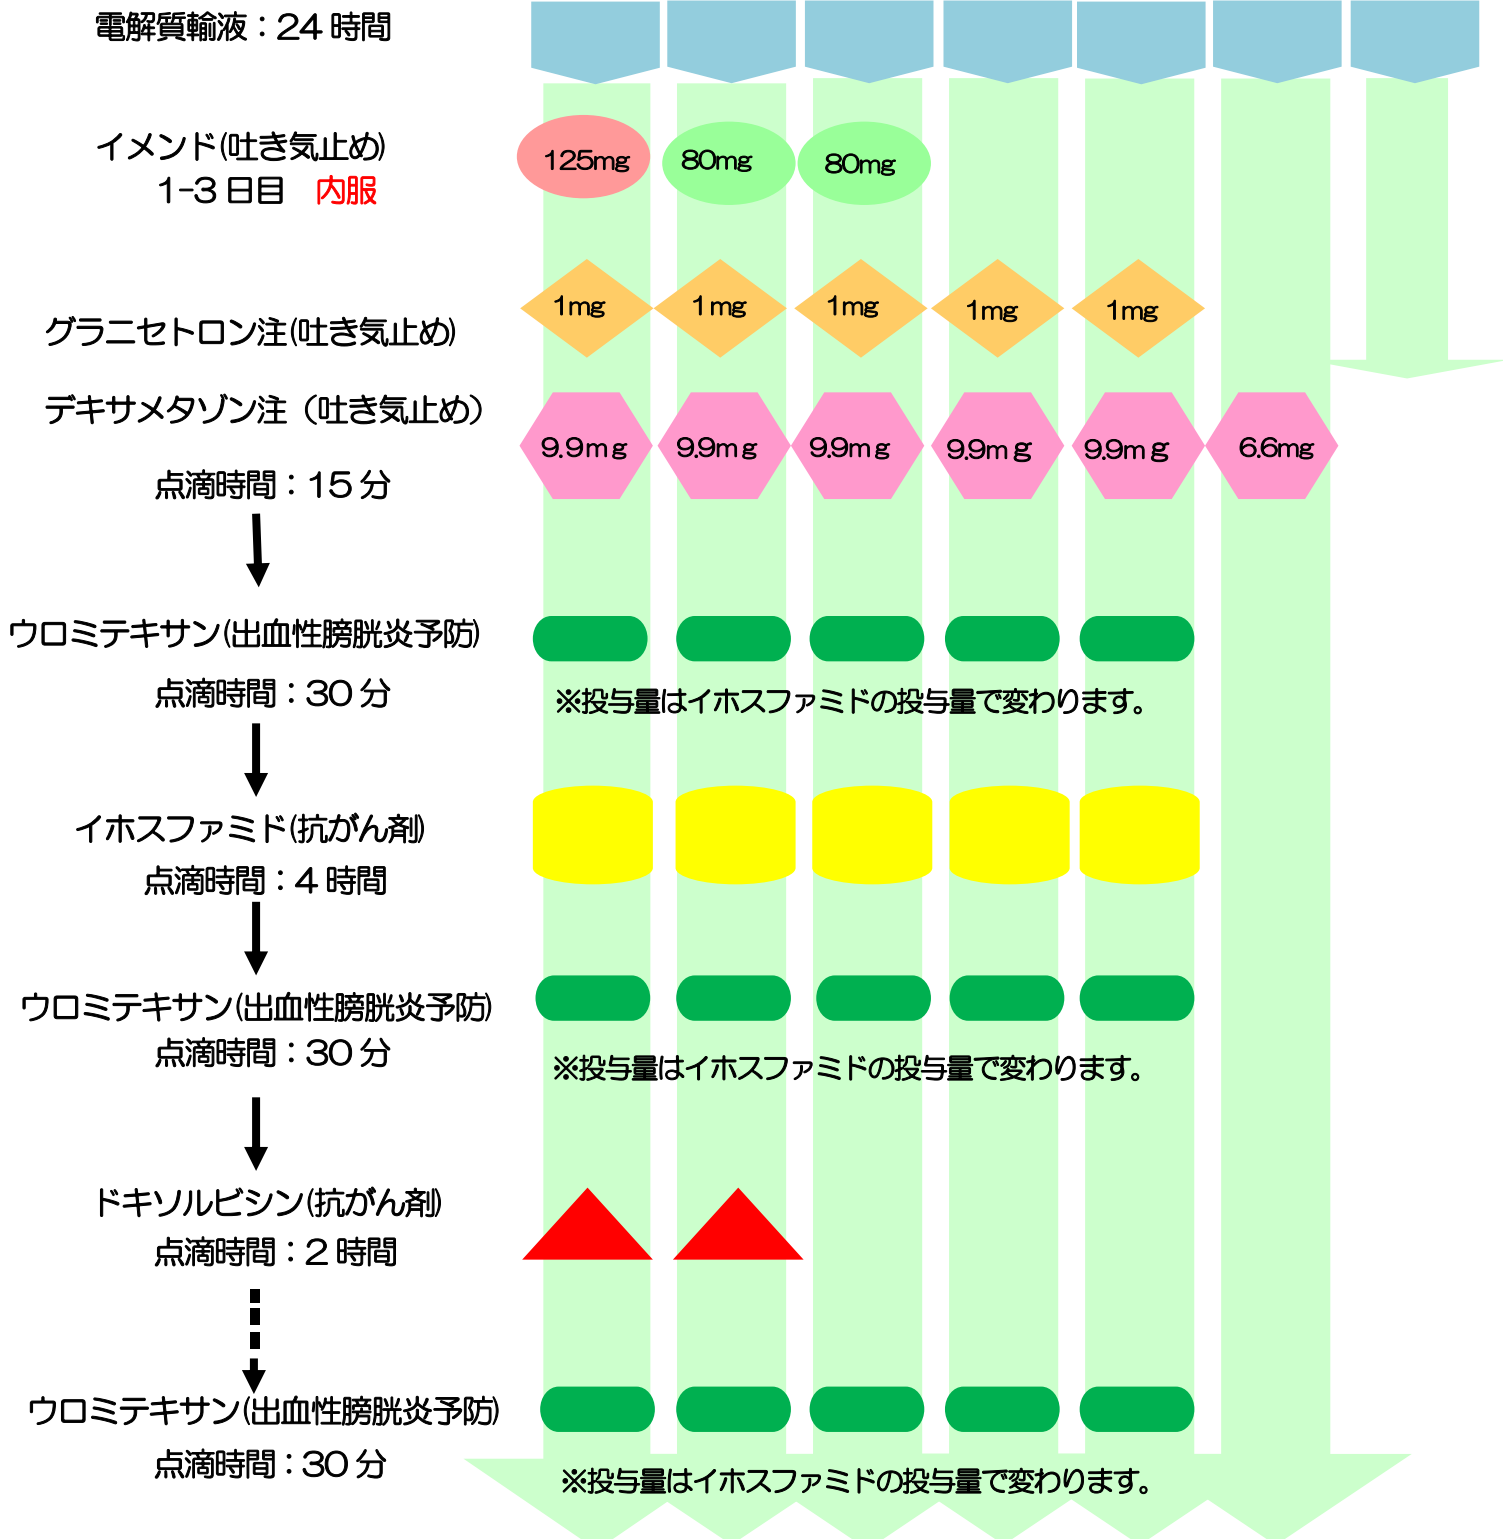 電解質輸液：24 時間
イメンド(吐き気止め)
1-3 日目　内服
125mg 80mg 80mg
グラニセトロン注(吐き気止め)
1mg 1mg 1mg 1mg 1mg
デキサメタゾン注（吐き気止め）
9.9ｍｇ 9.9mｇ 9.9mｇ 9.9mｇ 9.9mｇ 6.6mg
点滴時間：15 分
ウロミテキサン(出血性膀胱炎予防)
点滴時間：30 分
※投与量はイホスファミドの投与量で変わります。
イホスファミド(抗がん剤)
点滴時間：4 時間
ウロミテキサン(出血性膀胱炎予防)
点滴時間：30 分
※投与量はイホスファミドの投与量で変わります。
ドキソルビシン(抗がん剤)
点滴時間：2 時間
ウロミテキサン(出血性膀胱炎予防)
点滴時間：30 分
※投与量はイホスファミドの投与量で変わります。